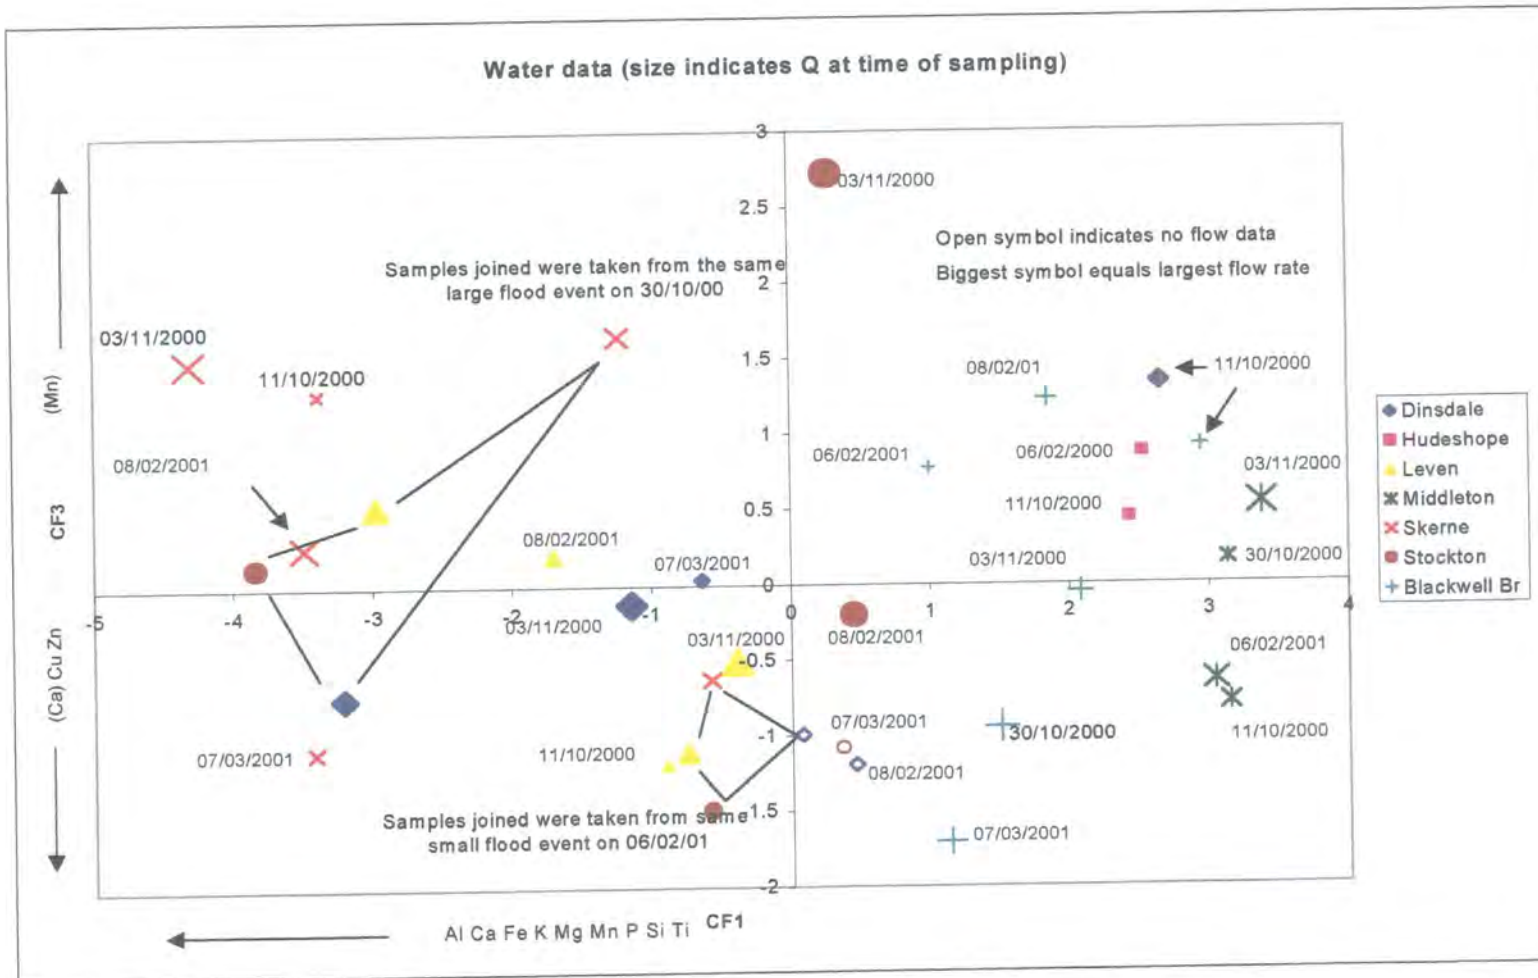 Water data (size indicates Q at time of sampling)
3
03/11/2000
2.5
Open symbol indicates no flow data
Samples joined were taken from the same
large flood event on 30/10/00
2
Biggest symbol equals largest flow rate
03/11/2000
1.5
08/02/01
11/10/2000
11/10/2000
(Mn)
1
06/02/2001
06/02/2000
03/11/2000
08/02/2001
0.5
11/10/2000
CF3
08/02/2001
07/03/2001
03/11/2000
30/10/2000
0
-5
-4
-3
-2
-1
0
1
2
3
4
03/11/2000
03/11/2000
08/02/2001
06/02/2001
-0.5
(Ca) Cu Zn
07/03/2001
11/10/2000
-1
07/03/2001
30/10/2000
11/10/2000
08/02/2001
Samples joined were taken from same
small flood event on 06/02/01
-1.5
07/03/2001
-2
Al Ca Fe K Mg Mn P Si Ti CF1
Dinsdale
Hudeshope
Leven
Middleton
Skerne
Stockton
Blackwell Br